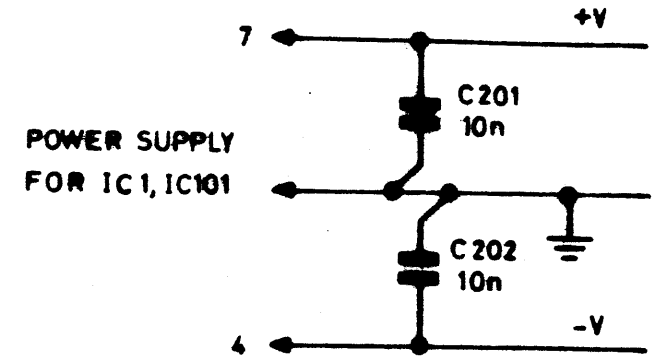 +V
7
C201
10n
POWER SUPPLY
FOR IC1, IC101
C202
10n
-V
4